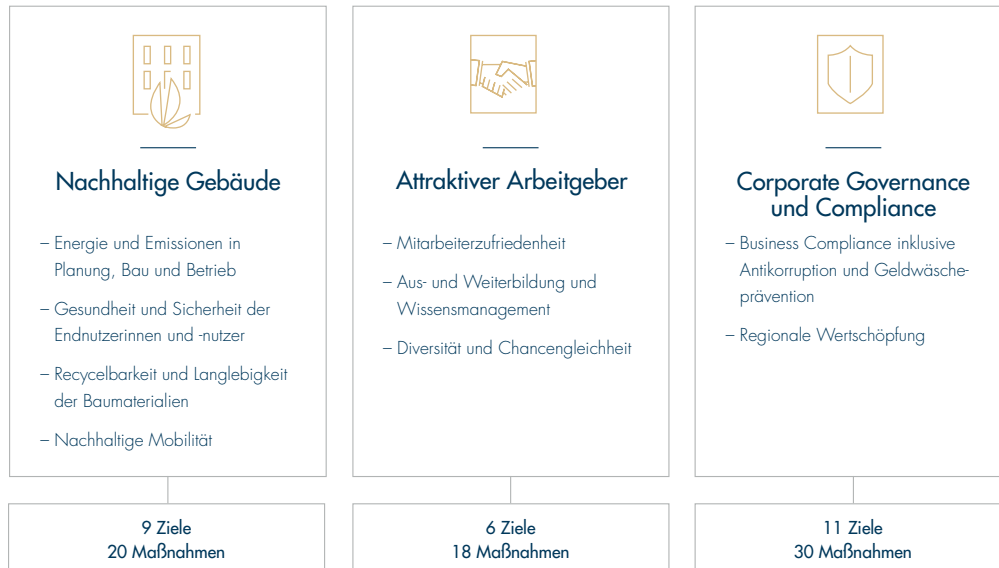 Nachhaltige Gebäude
– Energie und Emissionen in
Planung, Bau und Betrieb
– Gesundheit und Sicherheit der
Endnutzerinnen und -nutzer
– Recycelbarkeit und Langlebigkeit
der Baumaterialien
– Nachhaltige Mobilität
9 Ziele
20 Maßnahmen
Attraktiver Arbeitgeber
– Mitarbeiterzufriedenheit
– Aus- und Weiterbildung und
Wissensmanagement
– Diversität und Chancengleichheit
6 Ziele
18 Maßnahmen
Corporate Governance
und Compliance
– Business Compliance inklusive
Antikorruption und Geldwäsche-
prävention
– Regionale Wertschöpfung
11 Ziele
30 Maßnahmen